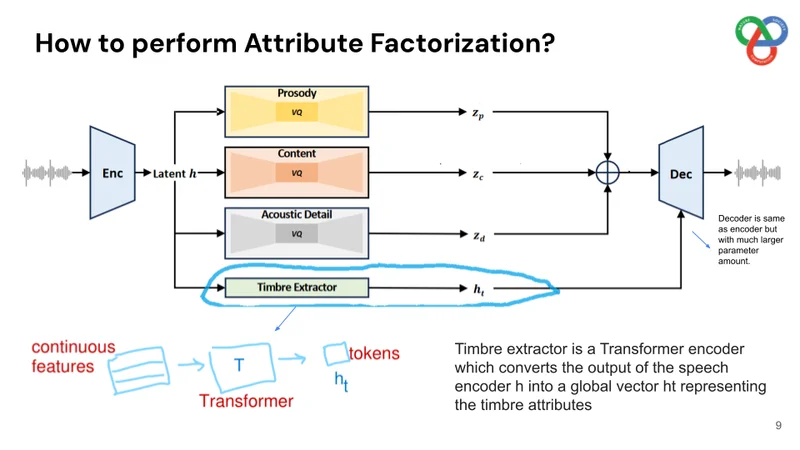 How to perform Attribute Factorization?
Prosody
VQ
z_p
Content
VQ
Enc
Latent h
z_c
Dec
Acoustic Detail
VQ
z_d
Decoder is same
as encoder but
with much larger
parameter
amount.
Timbre Extractor
h_t
continuous
features
T
tokens
h_t
Transformer
Timbre extractor is a Transformer encoder
which converts the output of the speech
encoder h into a global vector ht representing
the timbre attributes
9